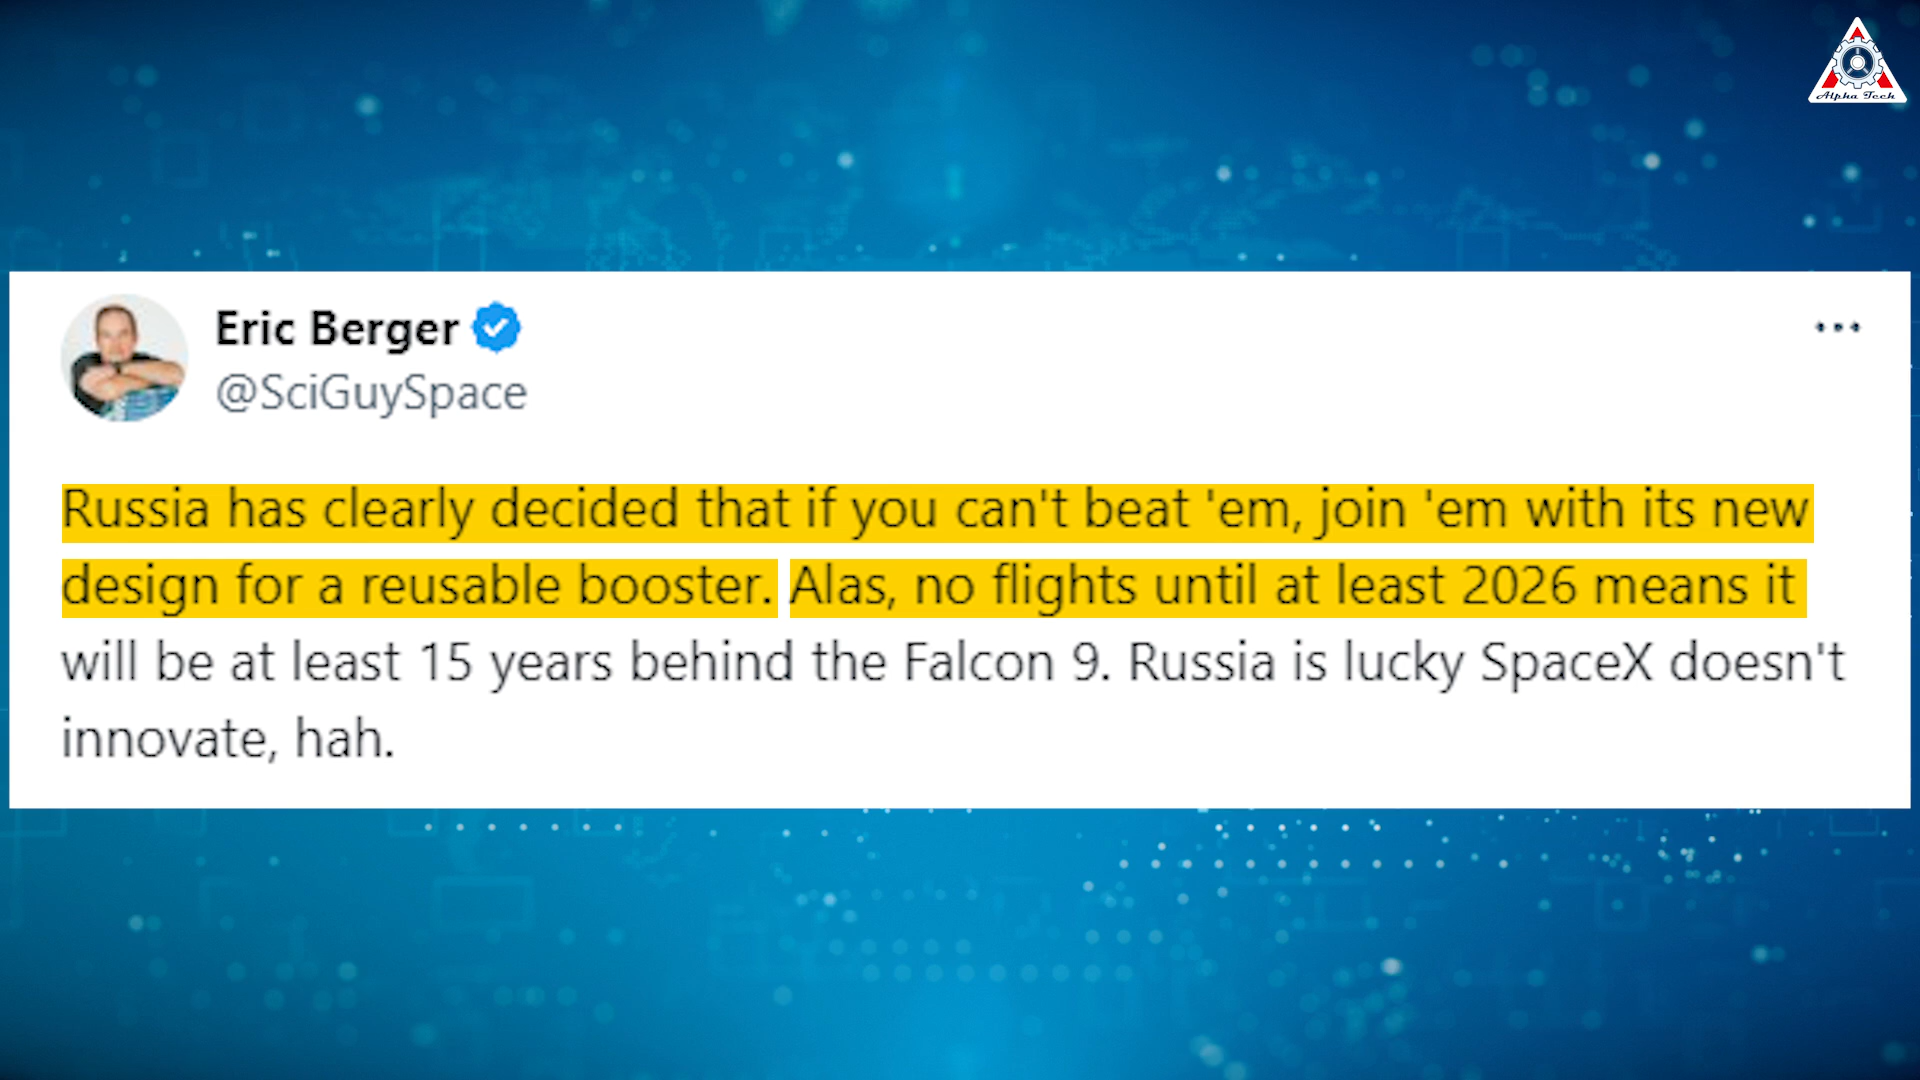 Alpha Tech
Eric Berger
@SciGuySpace
Russia has clearly decided that if you can't beat 'em, join 'em with its new
design for a reusable booster. Alas, no flights until at least 2026 means it
will be at least 15 years behind the Falcon 9. Russia is lucky SpaceX doesn't
innovate, hah.